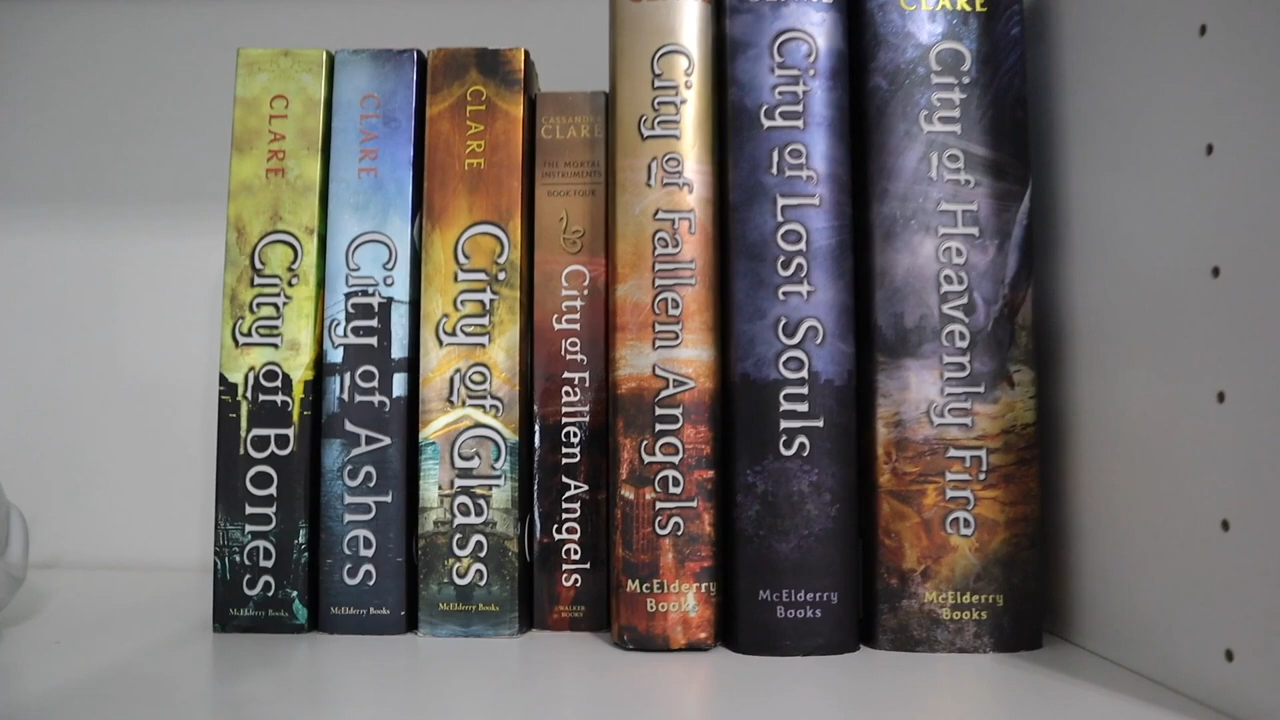 CLARE
City of Bones
McElderry Books
CLARE
City of Ashes
McElderry Books
CLARE
City of Glass
McElderry Books
CASSANDRA
CLARE
THE MORTAL
INSTRUMENTS
BOOK FOUR
City of Fallen Angels
WALKER
BOOKS
CLARE
City of Fallen Angels
McElderry
Books
CLARE
City of Lost Souls
McElderry
Books
CLARE
City of Heavenly Fire
McElderry
Books